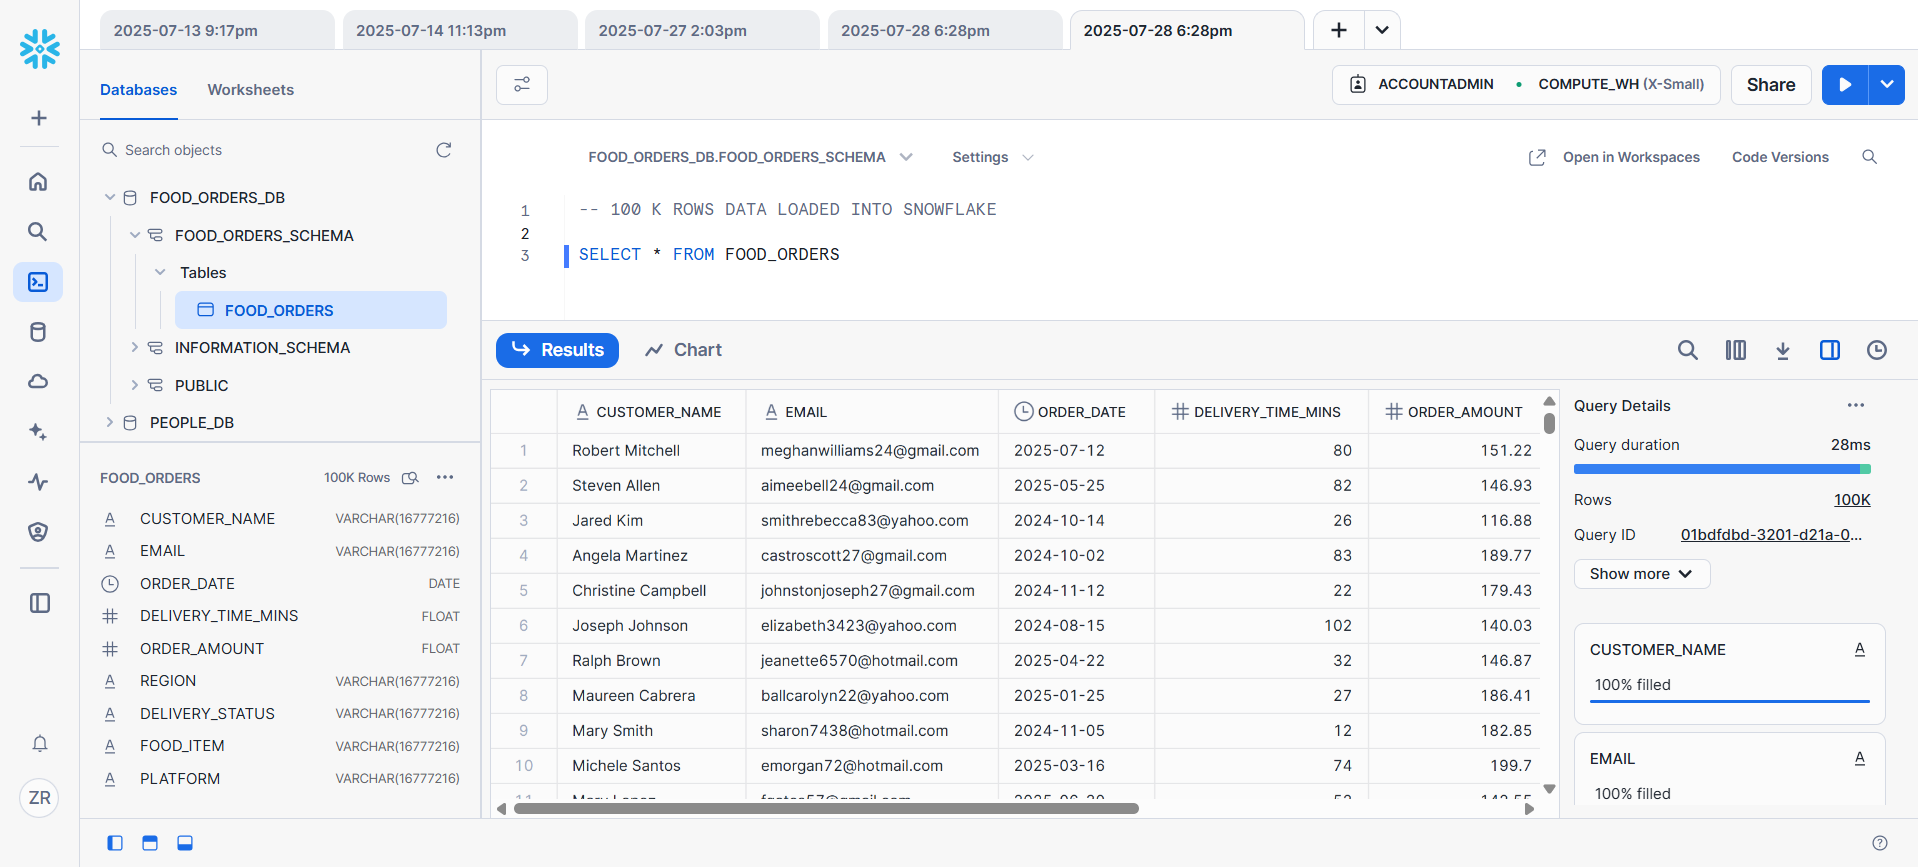 2025-07-13 9:17pm
2025-07-14 11:13pm
2025-07-27 2:03pm
2025-07-28 6:28pm
2025-07-28 6:28pm
Databases Worksheets
ACCOUNTADMIN COMPUTE_WH (X-Small)
Share
Search objects
FOOD_ORDERS_DB
FOOD_ORDERS_SCHEMA
Tables
FOOD_ORDERS
INFORMATION_SCHEMA
PUBLIC
PEOPLE_DB
FOOD_ORDERS 100K Rows
CUSTOMER_NAME VARCHAR(16777216)
EMAIL VARCHAR(16777216)
ORDER_DATE DATE
DELIVERY_TIME_MINS FLOAT
ORDER_AMOUNT FLOAT
REGION VARCHAR(16777216)
DELIVERY_STATUS VARCHAR(16777216)
FOOD_ITEM VARCHAR(16777216)
PLATFORM VARCHAR(16777216)
ZR
FOOD_ORDERS_DB.FOOD_ORDERS_SCHEMA Settings Open in Workspaces Code Versions
1 -- 100 K ROWS DATA LOADED INTO SNOWFLAKE
2
3 SELECT * FROM FOOD_ORDERS
Results Chart
CUSTOMER_NAME EMAIL ORDER_DATE DELIVERY_TIME_MINS ORDER_AMOUNT
1 Robert Mitchell meghanwilliams24@gmail.com 2025-07-12 80 151.22
2 Steven Allen aimeebell24@gmail.com 2025-05-25 82 146.93
3 Jared Kim smithrebecca83@yahoo.com 2024-10-14 26 116.88
4 Angela Martinez castroscott27@gmail.com 2024-10-02 83 189.77
5 Christine Campbell johnstonjoseph27@gmail.com 2024-11-12 22 179.43
6 Joseph Johnson elizabeth3423@yahoo.com 2024-08-15 102 140.03
7 Ralph Brown jeanette6570@hotmail.com 2025-04-22 32 146.87
8 Maureen Cabrera ballcarolyn22@yahoo.com 2025-01-25 27 186.41
9 Mary Smith sharon7438@hotmail.com 2024-11-05 12 182.85
10 Michele Santos emorgan72@hotmail.com 2025-03-16 74 199.7
Query Details
Query duration 28ms
Rows 100K
Query ID 01bdfdbd-3201-d21a-0...
Show more
CUSTOMER_NAME
100% filled
EMAIL
100% filled